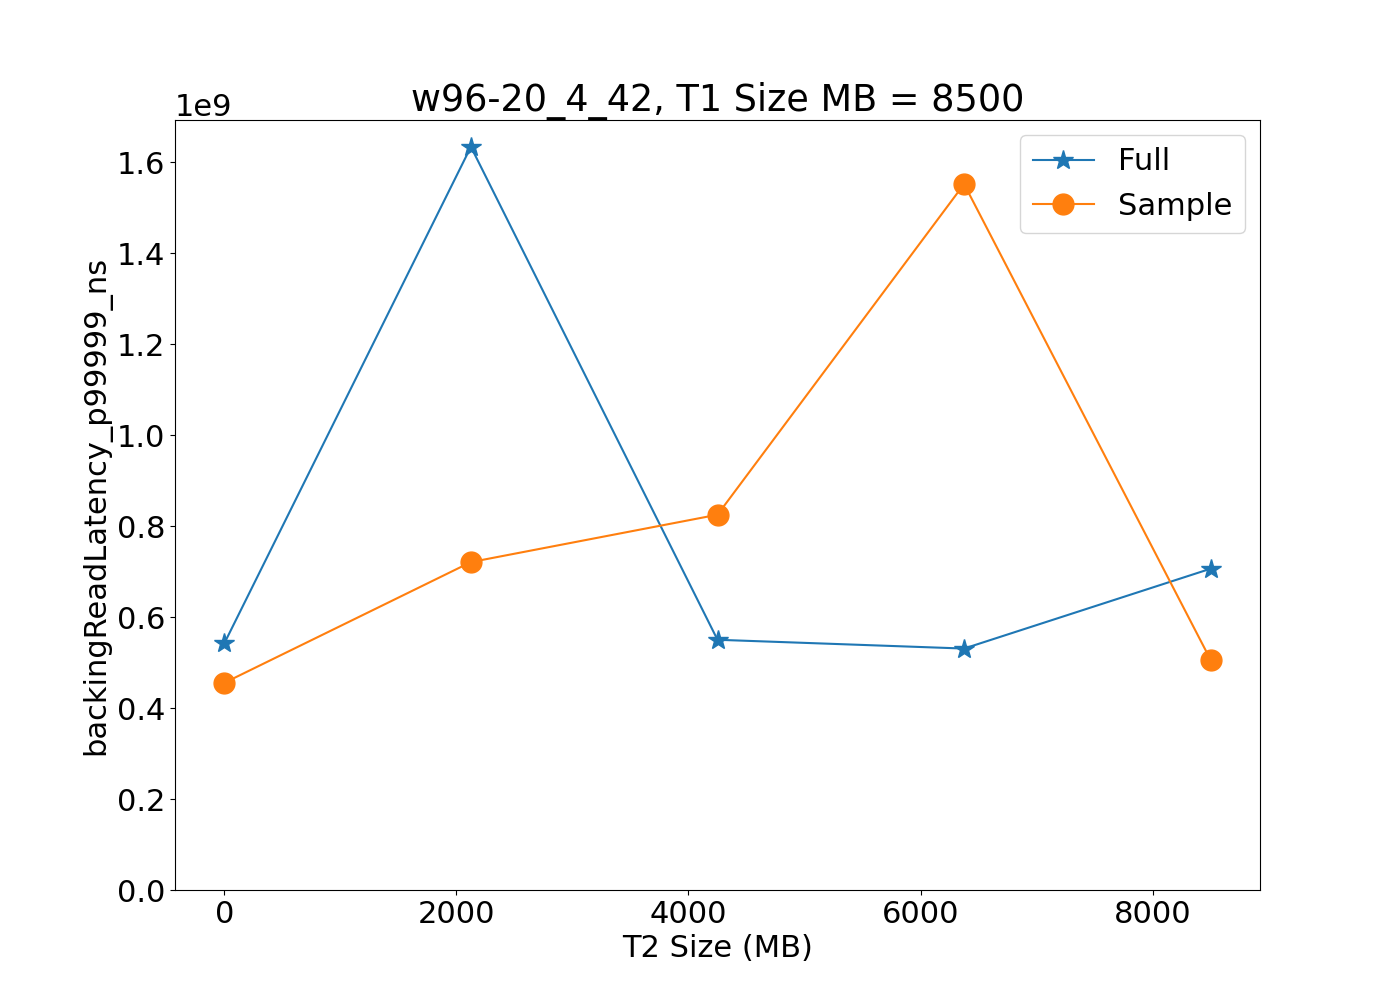 w96-20_4_42, T1 Size MB = 8500
1e9
Full
Sample
1.6
1.4
1.2
1.0
0.8
0.6
0.4
0.2
0.0
backingReadLatency_p99999_ns
0 2000 4000 6000 8000
T2 Size (MB)